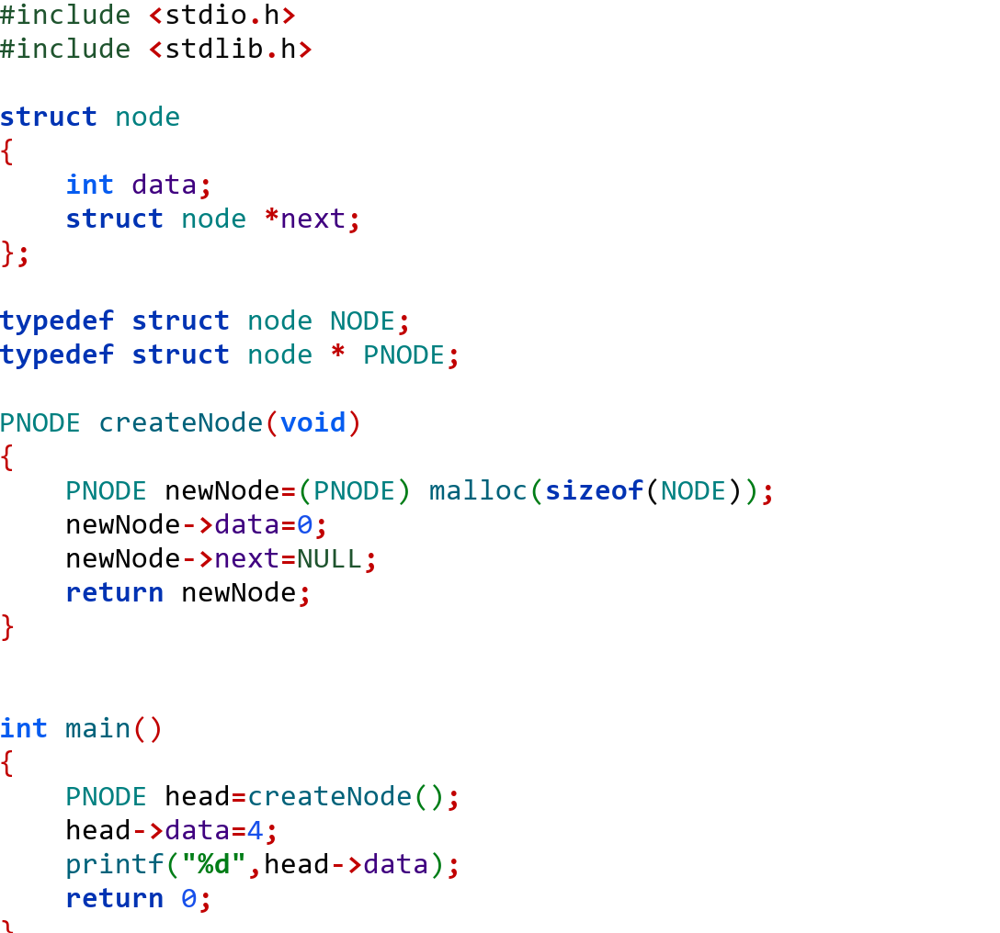 #include <stdio.h>
#include <stdlib.h>
struct node
{
    int data;
    struct node *next;
};
typedef struct node NODE;
typedef struct node * PNODE;
PNODE createNode(void)
{
    PNODE newNode=(PNODE) malloc(sizeof(NODE));
    newNode->data=0;
    newNode->next=NULL;
    return newNode;
}
int main()
{
    PNODE head=createNode();
    head->data=4;
    printf("%d",head->data);
    return 0;
}